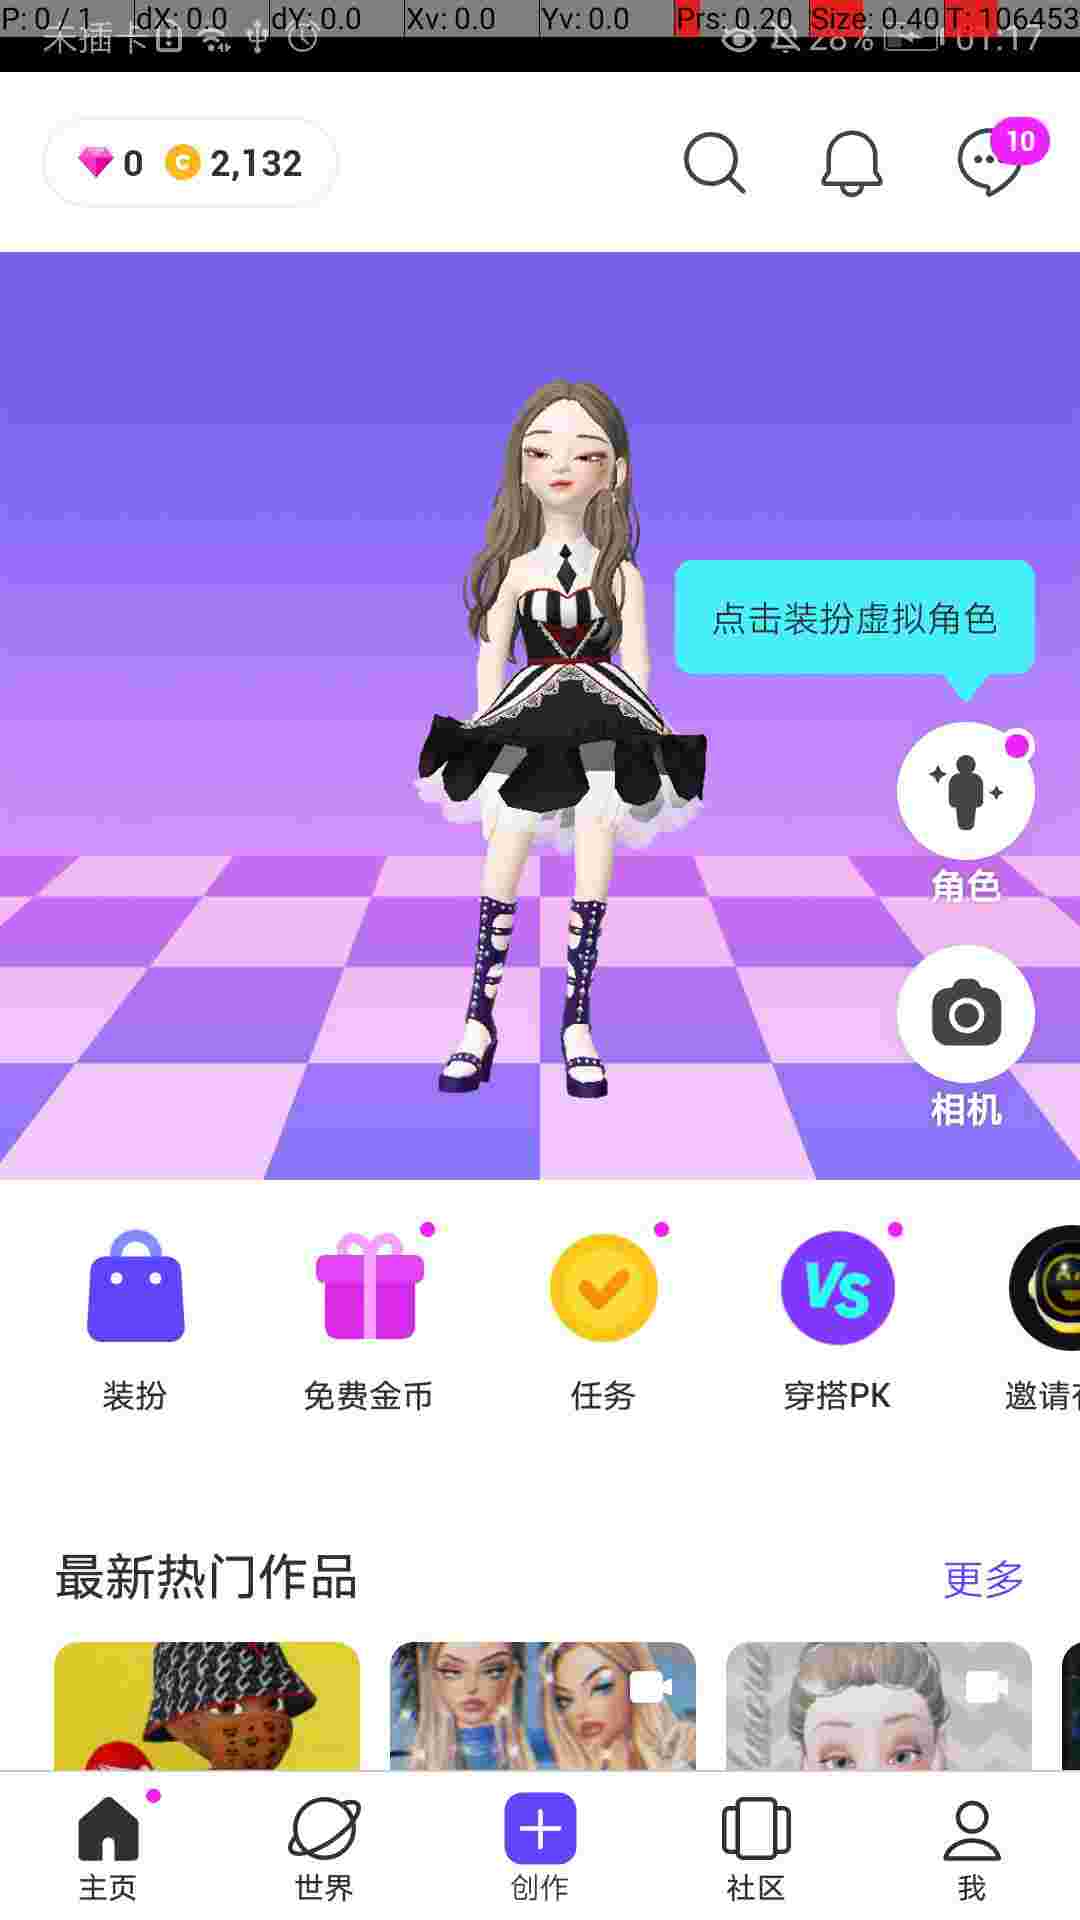 P: 0 / 1 dX: 0.0 dY: 0.0 Xv: 0.0 Yv: 0.0 Prs: 0.20 Size: 0.40 T: 106453
未插卡 28% 01:17
0 2,132 10
点击装扮虚拟角色
角色
相机
VS
装扮 免费金币 任务 穿搭PK 邀请
最新热门作品 更多
主页 世界 创作 社区 我